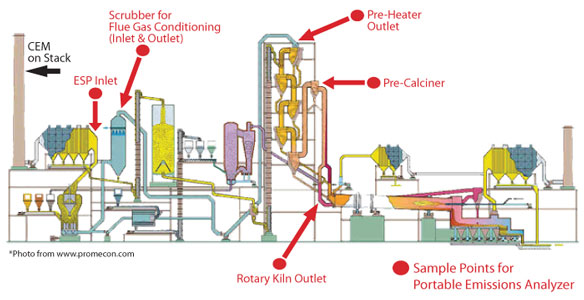 Scrubber for
Flue Gas Conditioning
(Inlet & Outlet)
Pre-Heater
Outlet
CEM
on Stack
ESP Inlet
Pre-Calciner
*Photo from www.promecon.com
Rotary Kiln Outlet
Sample Points for
Portable Emissions Analyzer